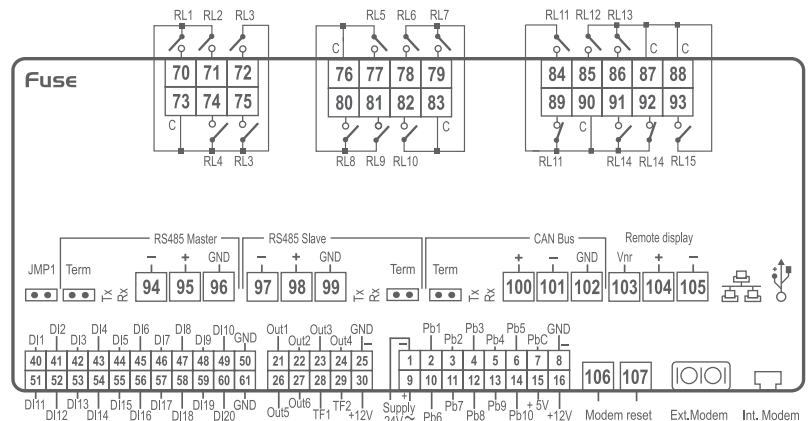 RL1 RL2 RL3 RL5 RL6 RL7 RL11 RL12 RL13
C C C
70 71 72 76 77 78 79 84 85 86 87 88
Fuse
73 74 75 80 81 82 83 89 90 91 92 93
C C C
RL4 RL3 RL8 RL9 RL10 RL11 RL14 RL14 RL15
RS485 Master RS485 Slave CAN Bus Remote display
JMP1 Term − + GND − + GND Term Term + − GND Vnr + −
Tx Rx 94 95 96 97 98 99 Tx Rx Tx Rx 100 101 102 103 104 105
DI2 DI4 DI6 DI8 DI10 Out1 Out3 GND Pb1 Pb3 Pb5 GND
DI1 DI3 DI5 DI7 DI9 GND Out2 Out4 − − Pb2 Pb4 PbC −
40 41 42 43 44 45 46 47 48 49 50 21 22 23 24 25 1 2 3 4 5 6 7 8
51 52 53 54 55 56 57 58 59 60 61 26 27 28 29 30 9 10 11 12 13 14 15 16 106 107
DI11 DI13 DI15 DI17 DI19 GND Out6 TF2 + Pb7 Pb9 + 5V
DI12 DI14 DI16 DI18 DI20 Out5 TF1 +12V Supply 24V~ Pb6 Pb8 Pb10 +12V Modem reset Ext.Modem Int. Modem